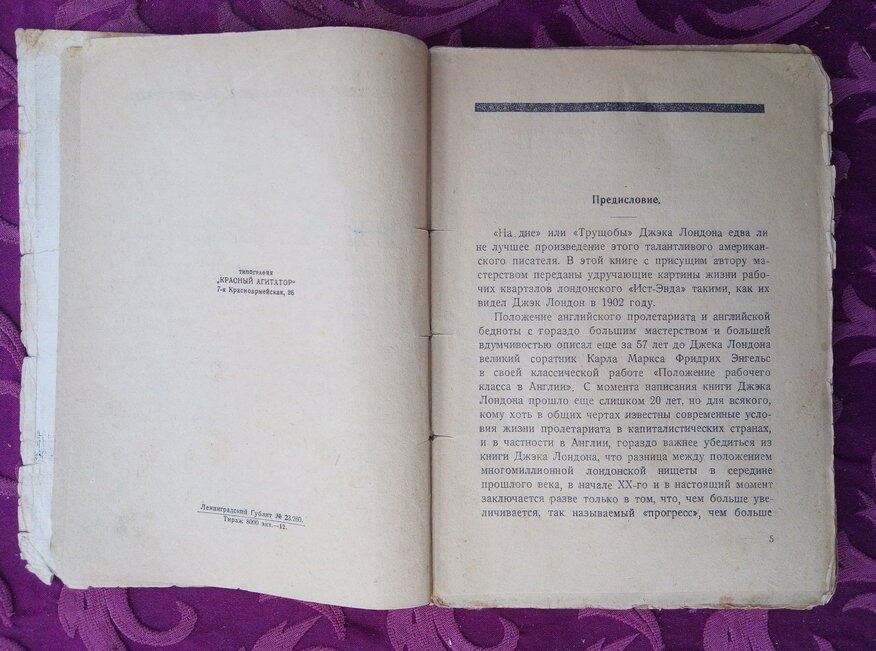 ТИПОГРАФИЯ
„КРАСНЫЙ АГИТАТОР“
7-я Красноармейская, 26
Ленинградский Гублит № 23.260.
Тираж 8000 экз.—12.
Предисловие.
«На дне» или «Трущобы» Джэка Лондона едва ли
не лучшее произведение этого талантливого американ-
ского писателя. В этой книге с присущим автору ма-
стерством переданы удручающие картины жизни рабо-
чих кварталов лондонского «Ист-Энда» такими, как их
видел Джэк Лондон в 1902 году.
Положение английского пролетариата и английской
бедноты с гораздо большим мастерством и большей
вдумчивостью описал еще за 57 лет до Джека Лондона
великий соратник Карла Маркса Фридрих Энгельс
в своей классической работе «Положение рабочего
класса в Англии». С момента написания книги Джэка
Лондона прошло еще слишком 20 лет, но для всякого,
кому хоть в общих чертах известны современные усло-
вия жизни пролетариата в капиталистических странах,
и в частности в Англии, гораздо важнее убедиться из
книги Джэка Лондона, что разница между положением
многомиллионной лондонской нищеты в середине
прошлого века, в начале XX-го и в настоящий момент
заключается разве только в том, что, чем больше уве-
личивается, так называемый «прогресс», чем больше
5